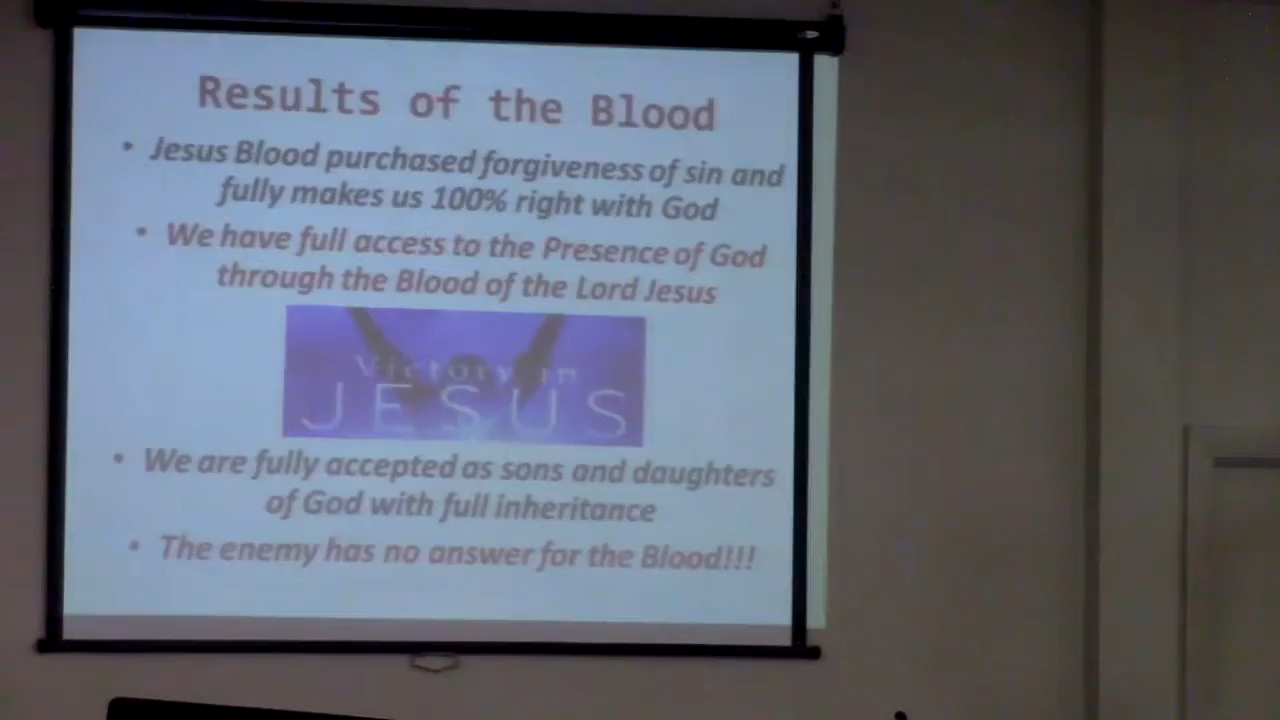 Results of the Blood
• Jesus Blood purchased forgiveness of sin and
fully makes us 100% right with God
• We have full access to the Presence of God
through the Blood of the Lord Jesus
Victory in
JESUS
• We are fully accepted as sons and daughters
of God with full inheritance
• The enemy has no answer for the Blood!!!